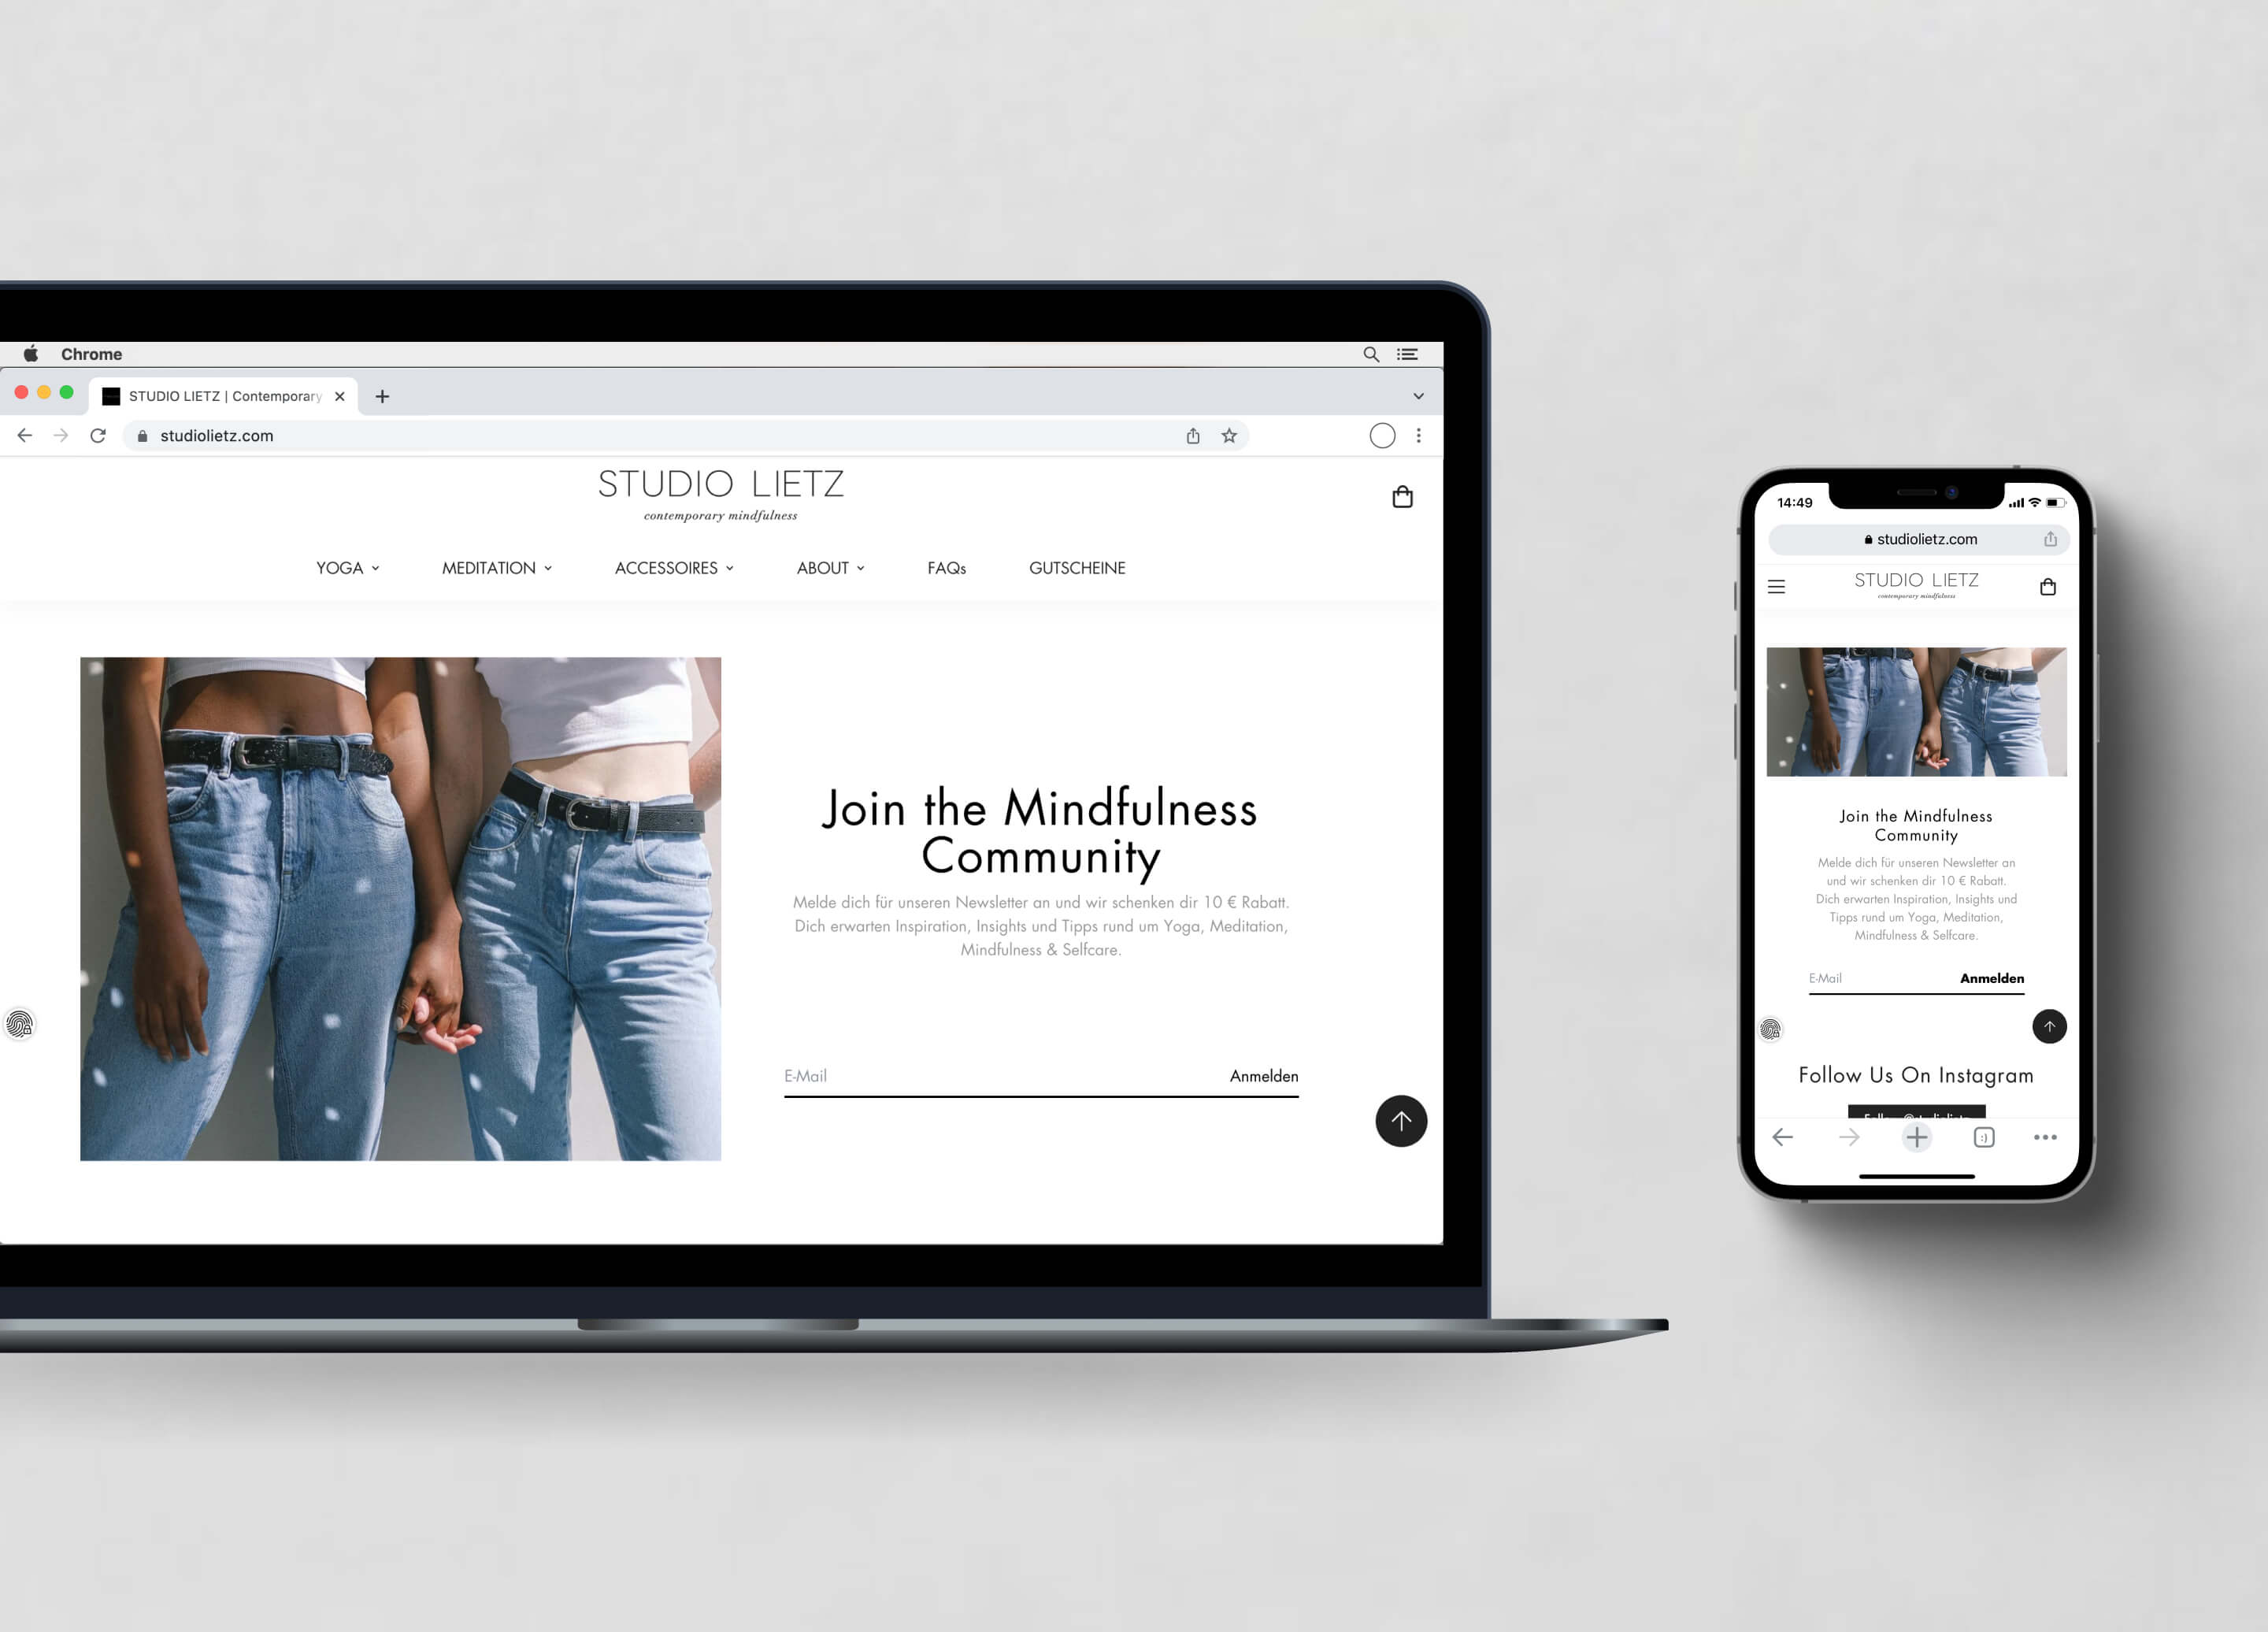 Chrome
STUDIO LIETZ | Contemporary
studiolietz.com
STUDIO LIETZ
contemporary mindfulness
YOGA
MEDITATION
ACCESSOIRES
ABOUT
FAQs
GUTSCHEINE
Join the Mindfulness
Community
Melde dich für unseren Newsletter an und wir schenken dir 10 € Rabatt.
Dich erwarten Inspiration, Insights und Tipps rund um Yoga, Meditation,
Mindfulness & Selfcare.
E-Mail
Anmelden
14:49
studiolietz.com
STUDIO LIETZ
contemporary mindfulness
Join the Mindfulness
Community
Melde dich für unseren Newsletter an
und wir schenken dir 10 € Rabatt.
Dich erwarten Inspiration, Insights und
Tipps rund um Yoga, Meditation,
Mindfulness & Selfcare.
E-Mail
Anmelden
Follow Us On Instagram
:)